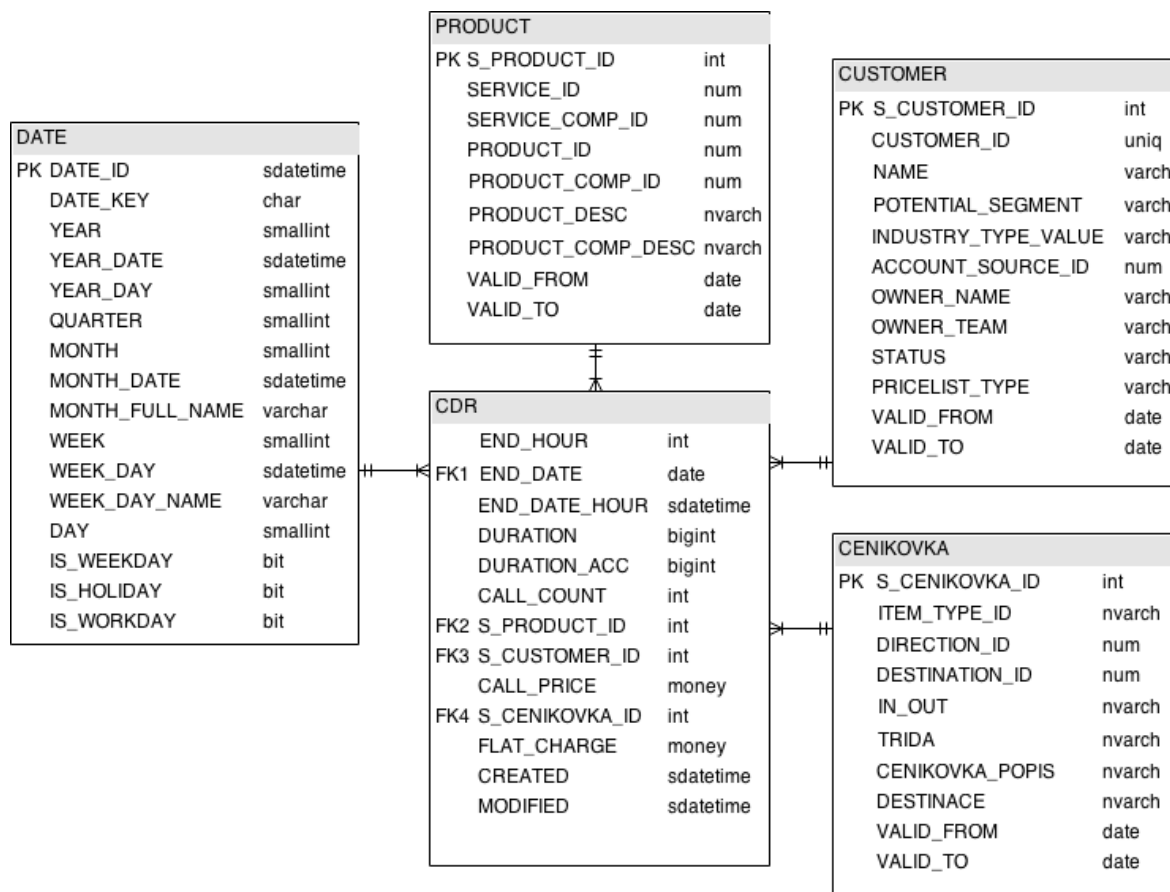 PRODUCT
PK S_PRODUCT_ID int
SERVICE_ID num
SERVICE_COMP_ID num
PRODUCT_ID num
PRODUCT_COMP_ID num
PRODUCT_DESC nvarch
PRODUCT_COMP_DESC nvarch
VALID_FROM date
VALID_TO date
CUSTOMER
PK S_CUSTOMER_ID int
CUSTOMER_ID uniq
NAME varch
POTENTIAL_SEGMENT varch
INDUSTRY_TYPE_VALUE varch
ACCOUNT_SOURCE_ID num
OWNER_NAME varch
OWNER_TEAM varch
STATUS varch
PRICELIST_TYPE varch
VALID_FROM date
VALID_TO date
DATE
PK DATE_ID sdatetime
DATE_KEY char
YEAR smallint
YEAR_DATE sdatetime
YEAR_DAY smallint
QUARTER smallint
MONTH smallint
MONTH_DATE sdatetime
MONTH_FULL_NAME varchar
WEEK smallint
WEEK_DAY sdatetime
WEEK_DAY_NAME varchar
DAY smallint
IS_WEEKDAY bit
IS_HOLIDAY bit
IS_WORKDAY bit
CDR
END_HOUR int
FK1 END_DATE date
END_DATE_HOUR sdatetime
DURATION bigint
DURATION_ACC bigint
CALL_COUNT int
FK2 S_PRODUCT_ID int
FK3 S_CUSTOMER_ID int
CALL_PRICE money
FK4 S_CENIKOVKA_ID int
FLAT_CHARGE money
CREATED sdatetime
MODIFIED sdatetime
CENIKOVKA
PK S_CENIKOVKA_ID int
ITEM_TYPE_ID nvarch
DIRECTION_ID num
DESTINATION_ID num
IN_OUT nvarch
TRIDA nvarch
CENIKOVKA_POPIS nvarch
DESTINACE nvarch
VALID_FROM date
VALID_TO date